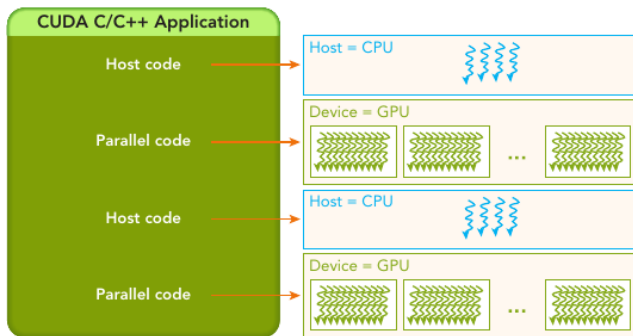 CUDA C/C++ Application
Host code
Host = CPU
Parallel code
Device = GPU
...
Host code
Host = CPU
Parallel code
Device = GPU
...